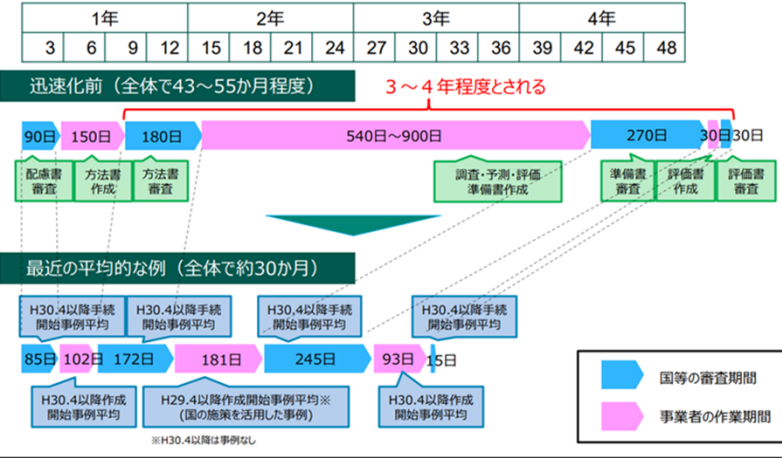 1年 2年 3年 4年
3 6 9 12 15 18 21 24 27 30 33 36 39 42 45 48
迅速化前（全体で43～55か月程度）
３～４年程度とされる
90日 150日 180日 540日～900日 270日 30日 30日
配慮書
審査
方法書
作成
方法書
審査
調査・予測・評価
準備書作成
準備書
審査
評価書
作成
評価書
審査
最近の平均的な例（全体で約30か月）
H30.4以降手続
開始事例平均
H30.4以降手続
開始事例平均
H30.4以降手続
開始事例平均
H30.4以降手続
開始事例平均
85日 102日 172日 181日 245日 93日 15日
H30.4以降作成
開始事例平均
H29.4以降作成開始事例平均※
(国の施策を活用した事例)
H30.4以降作成
開始事例平均
※H30.4以降は事例なし
国等の審査期間
事業者の作業期間